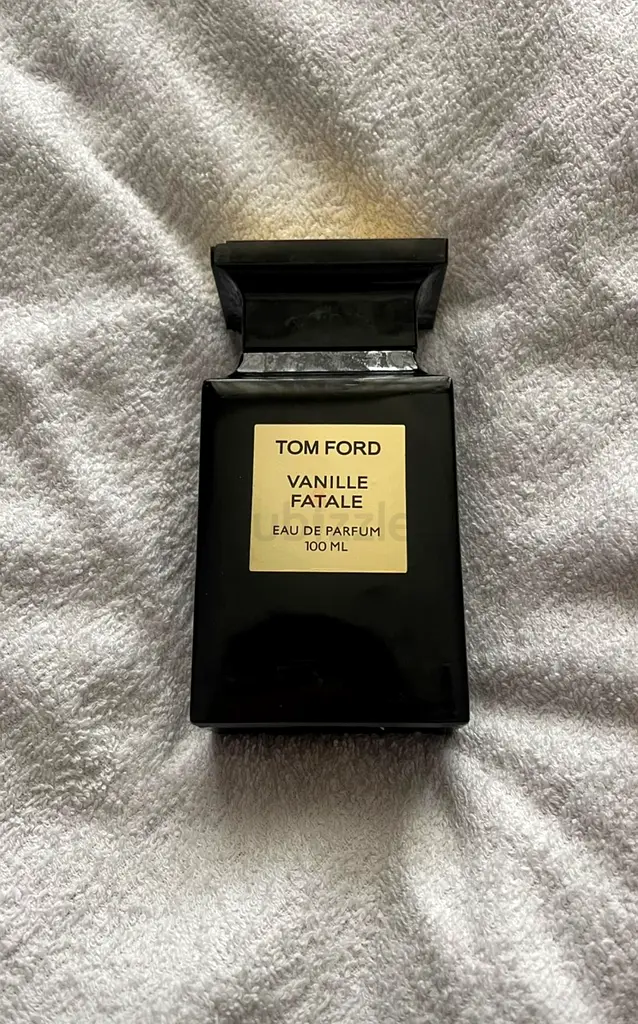 TOM FORD
VANILLE
FATALE
EAU DE PARFUM
100 ML